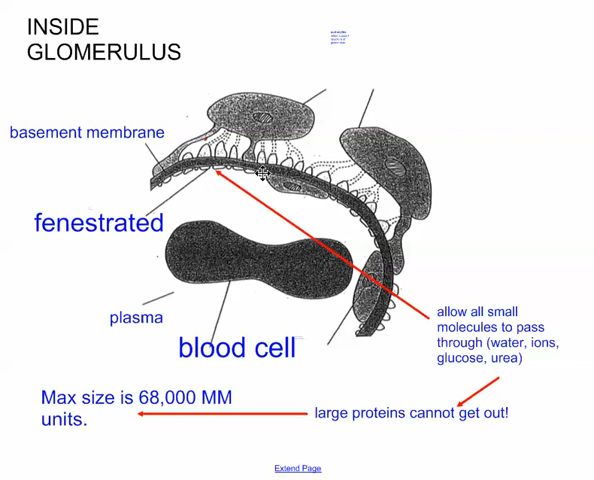 INSIDE
GLOMERULUS
basement membrane
fenestrated
plasma
blood cell
allow all small
molecules to pass
through (water, ions,
glucose, urea)
Max size is 68,000 MM
units.
large proteins cannot get out!
Extend Page